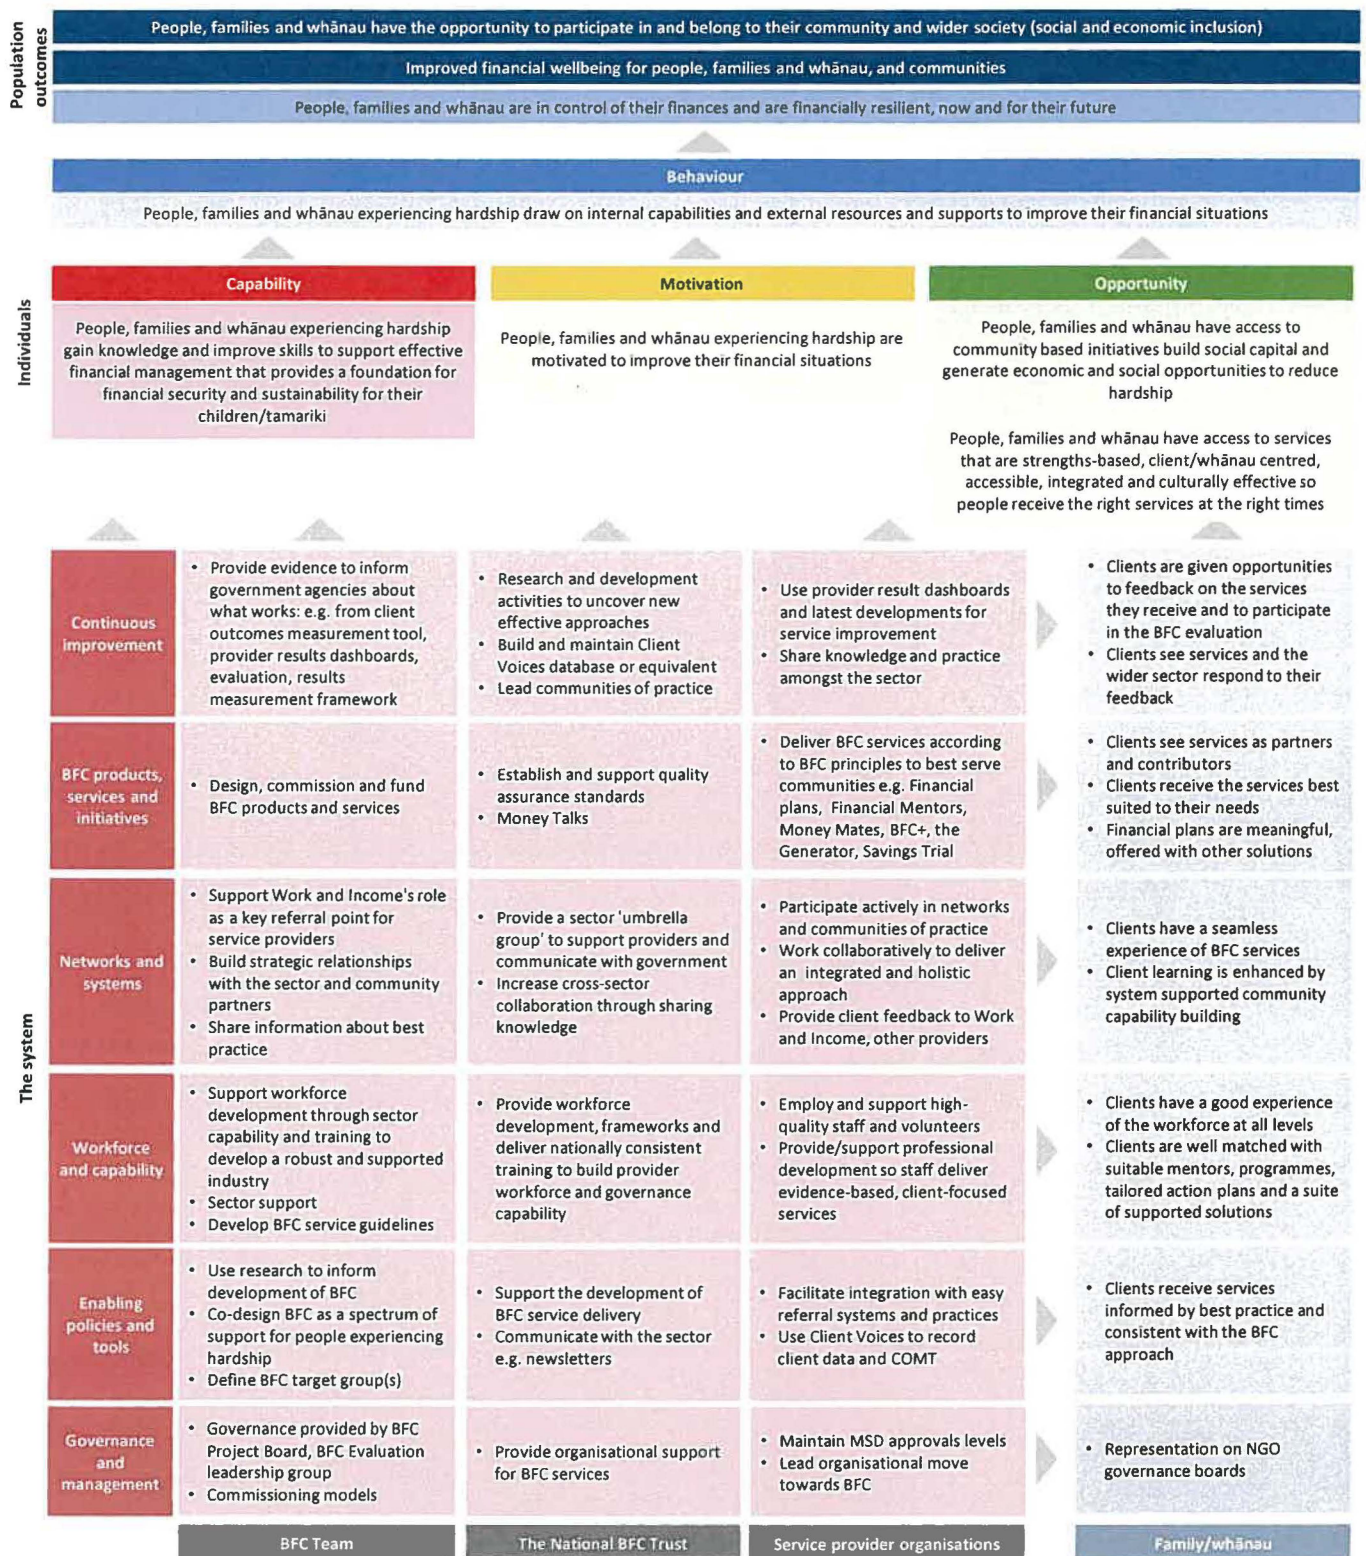 Population
outcomes
People, families and whānau have the opportunity to participate in and belong to their community and wider society (social and economic inclusion)
Improved financial wellbeing for people, families and whānau, and communities
People, families and whānau are in control of their finances and are financially resilient, now and for their future
Behaviour
People, families and whānau experiencing hardship draw on internal capabilities and external resources and supports to improve their financial situations
Individuals
Capability
People, families and whānau experiencing hardship
gain knowledge and improve skills to support effective
financial management that provides a foundation for
financial security and sustainability for their
children/tamariki
Motivation
People, families and whānau experiencing hardship are
motivated to improve their financial situations
Opportunity
People, families and whānau have access to
community based initiatives build social capital and
generate economic and social opportunities to reduce
hardship
People, families and whānau have access to services
that are strengths-based, client/whānau centred,
accessible, integrated and culturally effective so
people receive the right services at the right times
The system
Continuous
improvement
• Provide evidence to inform
government agencies about
what works: e.g. from client
outcomes measurement tool,
provider results dashboards,
evaluation, results
measurement framework
• Research and development
activities to uncover new
effective approaches
• Build and maintain Client
Voices database or equivalent
• Lead communities of practice
• Use provider result dashboards
and latest developments for
service improvement
• Share knowledge and practice
amongst the sector
• Clients are given opportunities
to feedback on the services
they receive and to participate
in the BFC evaluation
• Clients see services and the
wider sector respond to their
feedback
BFC products,
services and
initiatives
• Design, commission and fund
BFC products and services
• Establish and support quality
assurance standards
• Money Talks
• Deliver BFC services according
to BFC principles to best serve
communities e.g. Financial
plans, Financial Mentors,
Money Mates, BFC+, the
Generator, Savings Trial
• Clients see services as partners
and contributors
• Clients receive the services best
suited to their needs
• Financial plans are meaningful,
offered with other solutions
Networks and
systems
• Support Work and Income's role
as a key referral point for
service providers
• Build strategic relationships
with the sector and community
partners
• Share information about best
practice
• Provide a sector 'umbrella
group' to support providers and
communicate with government
• Increase cross-sector
collaboration through sharing
knowledge
• Participate actively in networks
and communities of practice
• Work collaboratively to deliver
an integrated and holistic
approach
• Provide client feedback to Work
and Income, other providers
• Clients have a seamless
experience of BFC services
• Client learning is enhanced by
system supported community
capability building
Workforce
and capability
• Support workforce
development through sector
capability and training to
develop a robust and supported
industry
• Sector support
• Develop BFC service guidelines
• Provide workforce
development, frameworks and
deliver nationally consistent
training to build provider
workforce and governance
capability
• Employ and support high-
quality staff and volunteers
• Provide/support professional
development so staff deliver
evidence-based, client-focused
services
• Clients have a good experience
of the workforce at all levels
• Clients are well matched with
suitable mentors, programmes,
tailored action plans and a suite
of supported solutions
Enabling
policies and
tools
• Use research to inform
development of BFC
• Co-design BFC as a spectrum of
support for people experiencing
hardship
• Define BFC target group(s)
• Support the development of
BFC service delivery
• Communicate with the sector
e.g. newsletters
• Facilitate integration with easy
referral systems and practices
• Use Client Voices to record
client data and COMT
• Clients receive services
informed by best practice and
consistent with the BFC
approach
Governance
and
management
• Governance provided by BFC
Project Board, BFC Evaluation
leadership group
• Commissioning models
• Provide organisational support
for BFC services
• Maintain MSD approvals levels
• Lead organisational move
towards BFC
• Representation on NGO
governance boards
BFC Team
The National BFC Trust
Service provider organisations
Family/whānau